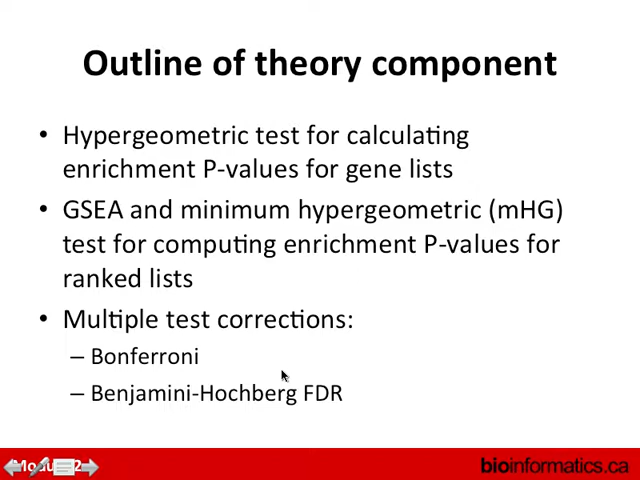 Outline of theory component
• Hypergeometric test for calculating
enrichment P-values for gene lists
• GSEA and minimum hypergeometric (mHG)
test for computing enrichment P-values for
ranked lists
• Multiple test corrections:
– Bonferroni
– Benjamini-Hochberg FDR
bioinformatics.ca